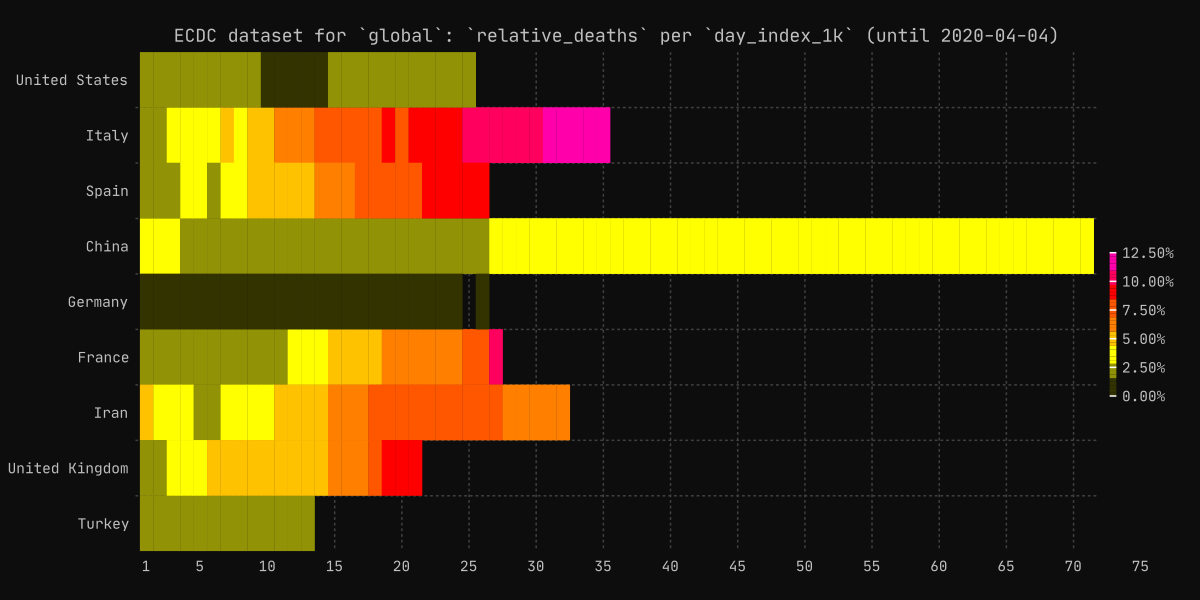 ECDC dataset for `global`: `relative_deaths` per `day_index_1k` (until 2020-04-04)
United States
Italy
Spain
China
Germany
France
Iran
United Kingdom
Turkey
12.50%
10.00%
7.50%
5.00%
2.50%
0.00%
1 5 10 15 20 25 30 35 40 45 50 55 60 65 70 75